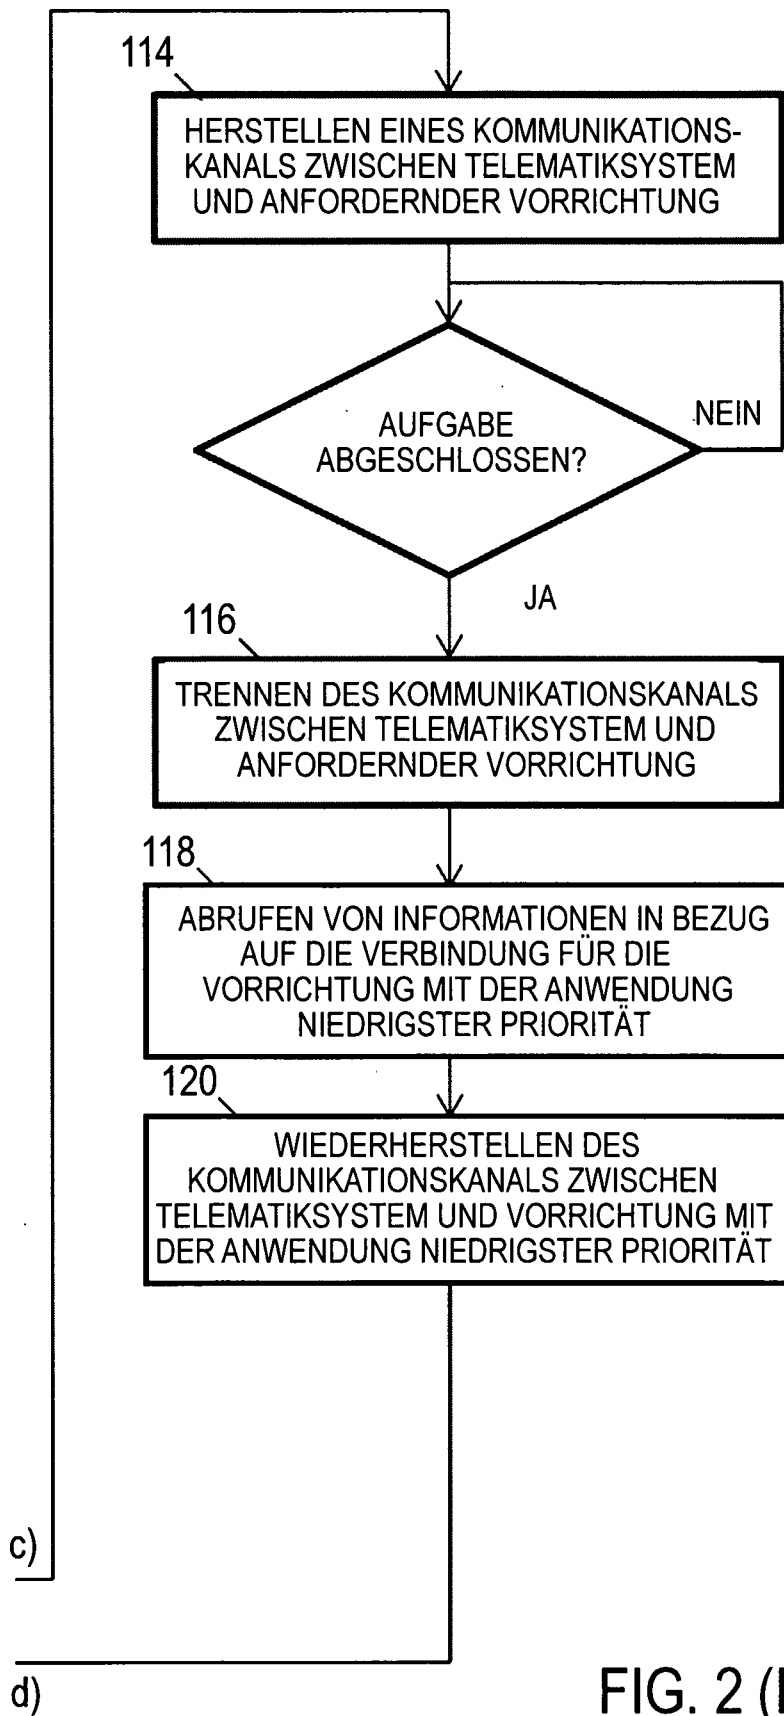 114
HERSTELLEN EINES KOMMUNIKATIONS-
KANALS ZWISCHEN TELEMATIKSYSTEM
UND ANFORDERNDER VORRICHTUNG
AUFGABE
ABGESCHLOSSEN?
NEIN
JA
116
TRENNEN DES KOMMUNIKATIONSKANALS
ZWISCHEN TELEMATIKSYSTEM UND
ANFORDERNDER VORRICHTUNG
118
ABRUFEN VON INFORMATIONEN IN BEZUG
AUF DIE VERBINDUNG FÜR DIE
VORRICHTUNG MIT DER ANWENDUNG
NIEDRIGSTER PRIORITÄT
120
WIEDERHERSTELLEN DES
KOMMUNIKATIONSKANALS ZWISCHEN
TELEMATIKSYSTEM UND VORRICHTUNG MIT
DER ANWENDUNG NIEDRIGSTER PRIORITÄT
c)
d)
FIG. 2 (